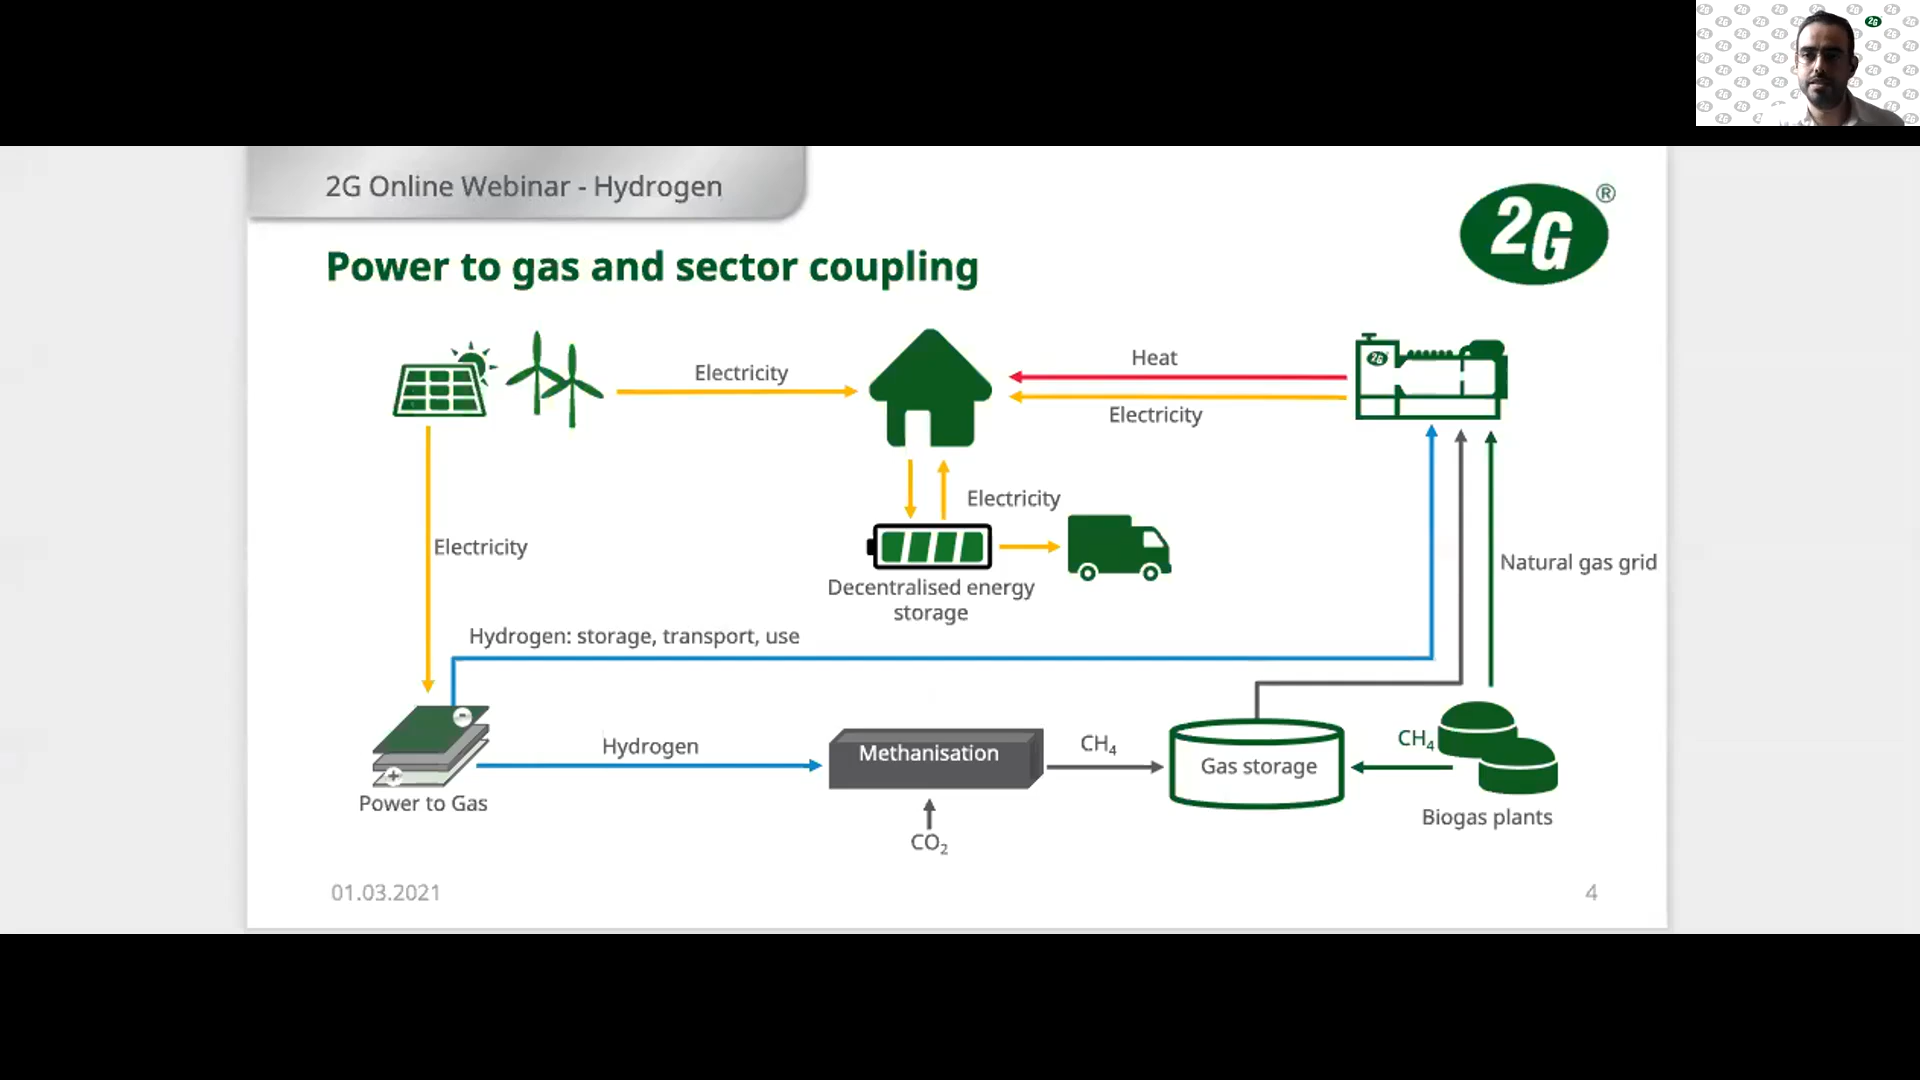 2G Online Webinar - Hydrogen
2G®
Power to gas and sector coupling
Electricity
Heat
Electricity
2G
Electricity
Electricity
Decentralised energy
storage
Natural gas grid
Hydrogen: storage, transport, use
Hydrogen
Methanisation
CH₄
Gas storage
CH₄
Power to Gas
Biogas plants
CO₂
01.03.2021
4